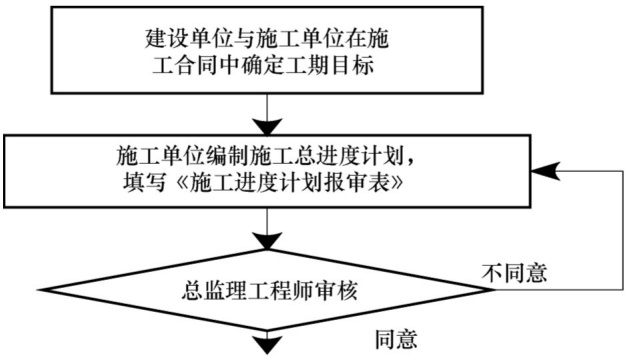 建设单位与施工单位在施
工合同中确定工期目标
施工单位编制施工总进度计划，
填写《施工进度计划报审表》
不同意
总监理工程师审核
同意